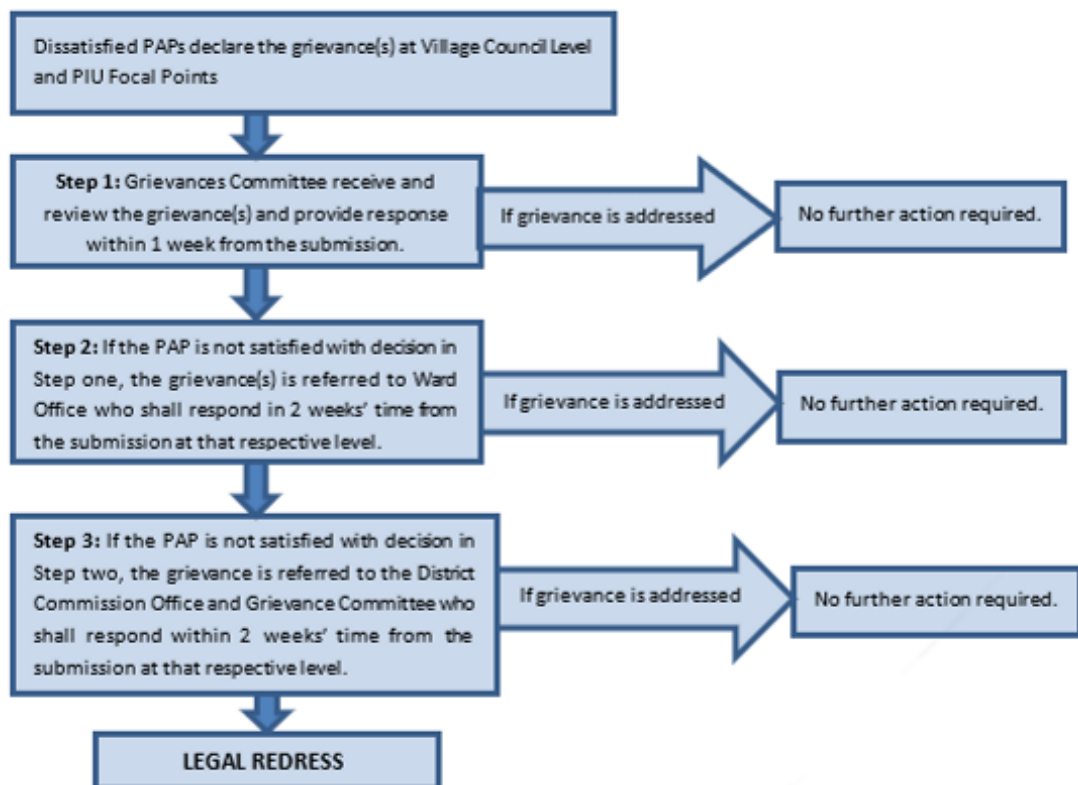 Dissatisfied PAPs declare the grievance(s) at Village Council Level
and PIU Focal Points
Step 1: Grievances Committee receive and
review the grievance(s) and provide response
within 1 week from the submission.
If grievance is addressed
No further action required.
Step 2: If the PAP is not satisfied with decision in
Step one, the grievance(s) is referred to Ward
Office who shall respond in 2 weeks’ time from
the submission at that respective level.
If grievance is addressed
No further action required.
Step 3: If the PAP is not satisfied with decision in
Step two, the grievance is referred to the District
Commission Office and Grievance Committee who
shall respond within 2 weeks’ time from the
submission at that respective level.
If grievance is addressed
No further action required.
LEGAL REDRESS